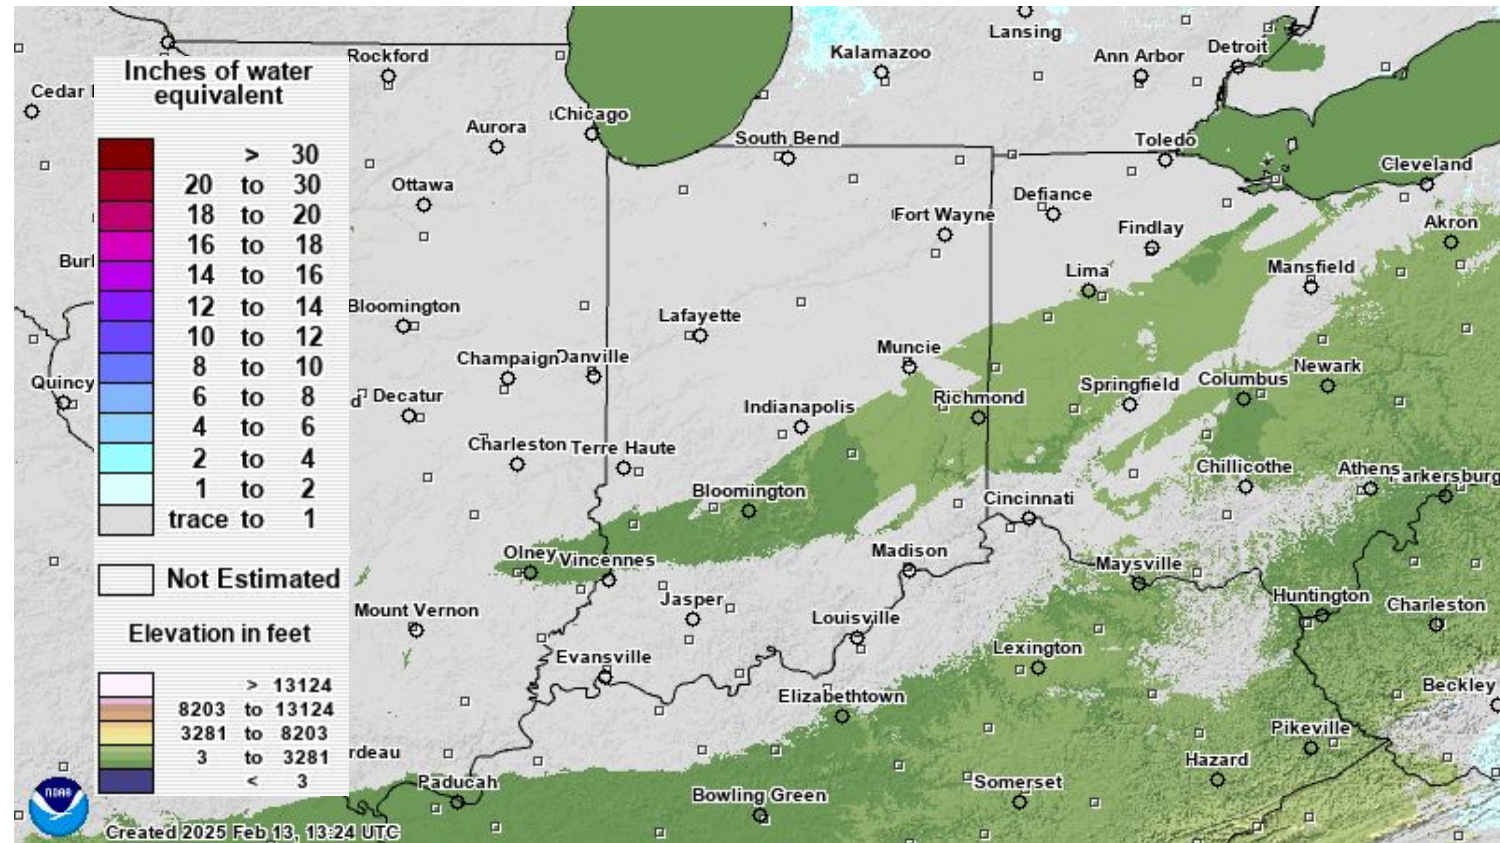 Lansing
Rockford
Kalamazoo
Ann Arbor
Detroit
Inches of water
equivalent
Cedar
Chicago
Aurora
South Bend
Toledo
> 30
Cleveland
20 to 30
Ottawa
Defiance
18 to 20
Fort Wayne
Akron
Findlay
16 to 18
Mansfield
14 to 16
Lima
12 to 14
Bloomington
Lafayette
10 to 12
Muncie
Champaign
Danville
8 to 10
Newark
Quincy
Springfield
Columbus
6 to 8
d
Decatur
Richmond
Indianapolis
4 to 6
Charleston
Terre Haute
2 to 4
Chillicothe
Athens
arkersburg
1 to 2
Bloomington
Cincinnati
trace to 1
Olney
Vincennes
Madison
Maysville
Not Estimated
Jasper
Huntington
Charleston
Mount Vernon
Louisville
Elevation in feet
Evansville
Lexington
> 13124
Elizabethtown
Beckley
8203 to 13124
3281 to 8203
Pikeville
3 to 3281
rdeau
Hazard
< 3
Paducah
Somerset
Bowling Green
NOAA
Created 2025 Feb 13, 13:24 UTC